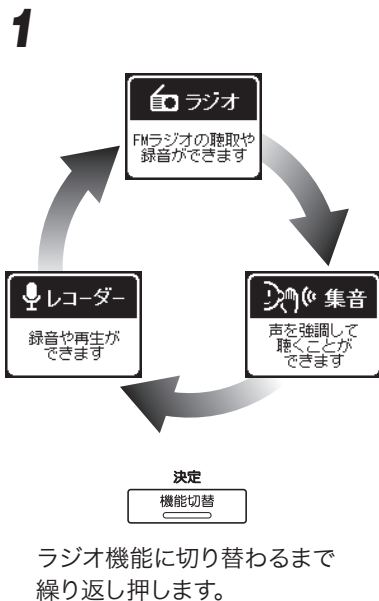 1
ラジオ
FMラジオの聴取や
録音ができます
レコーダー
録音や再生が
できます
集音
声を強調して
聴くことが
できます
決定
機能切替
ラジオ機能に切り替わるまで
繰り返し押します。